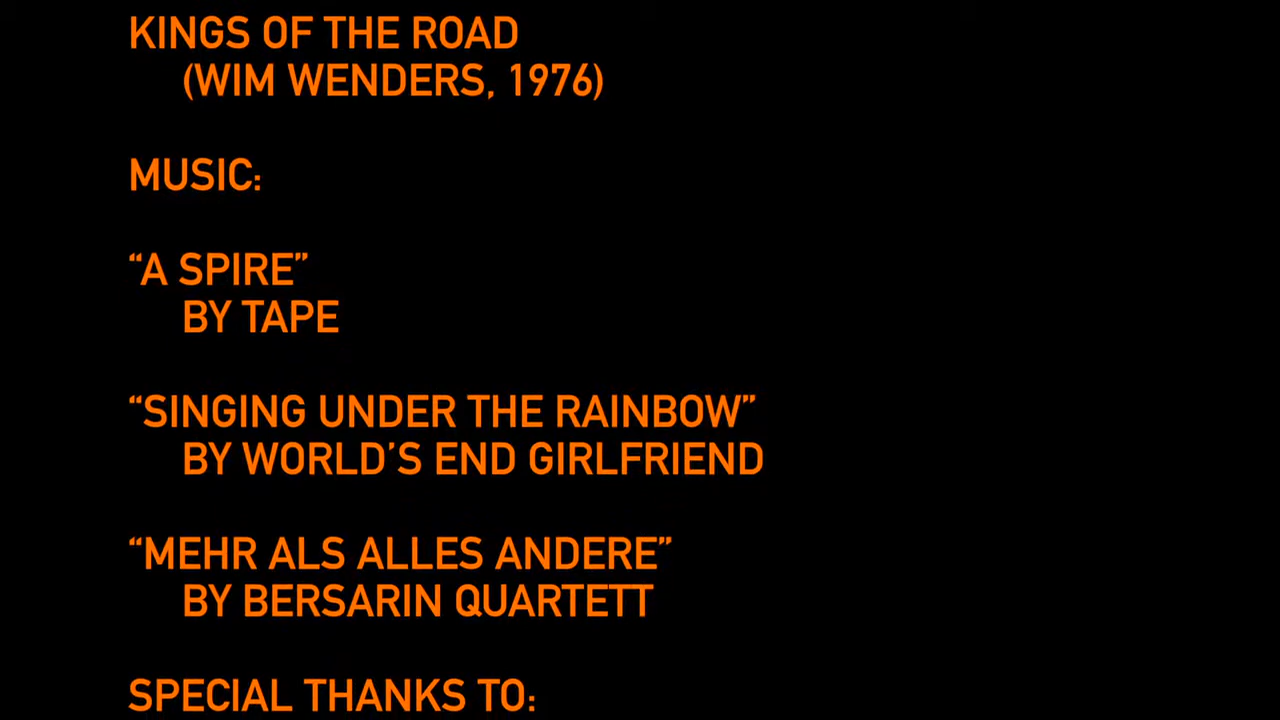 KINGS OF THE ROAD
(WIM WENDERS, 1976)
MUSIC:
“A SPIRE”
BY TAPE
“SINGING UNDER THE RAINBOW”
BY WORLD’S END GIRLFRIEND
“MEHR ALS ALLES ANDERE”
BY BERSARIN QUARTETT
SPECIAL THANKS TO: